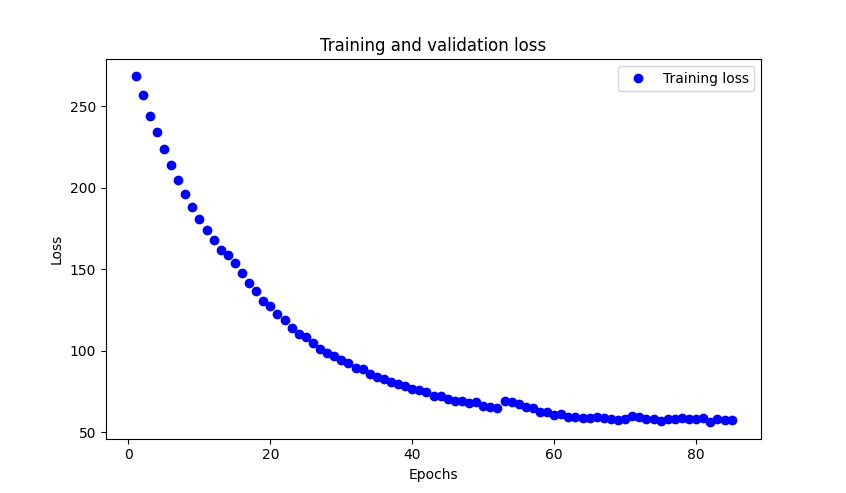 Training and validation loss
Training loss
250
200
150
100
50
Loss
0 20 40 60 80
Epochs